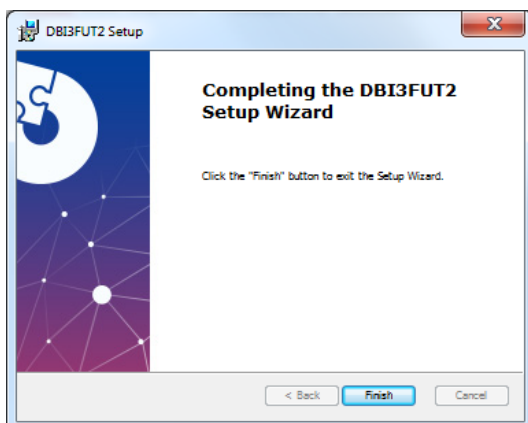 DBI3FUT2 Setup
Completing the DBI3FUT2
Setup Wizard
Click the "Finish" button to exit the Setup Wizard.
< Back
Finish
Cancel